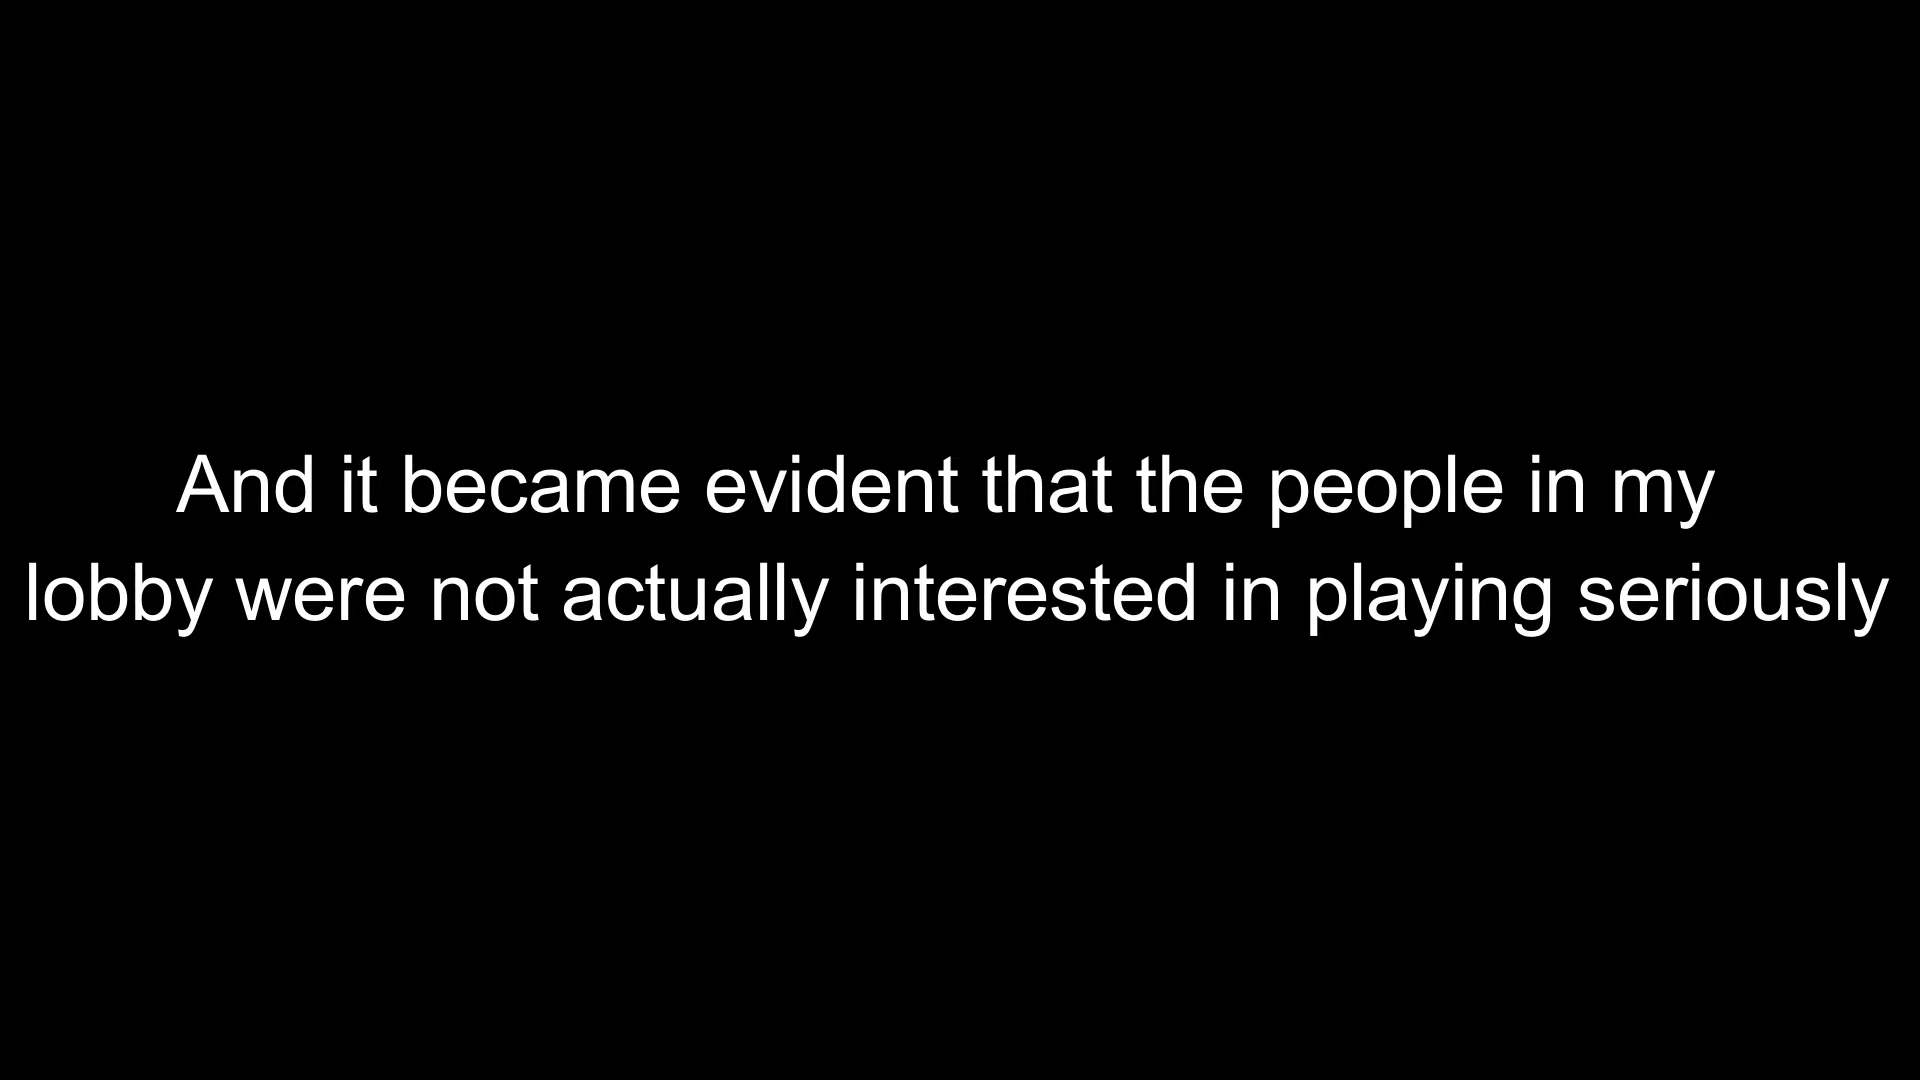 And it became evident that the people in my
lobby were not actually interested in playing seriously